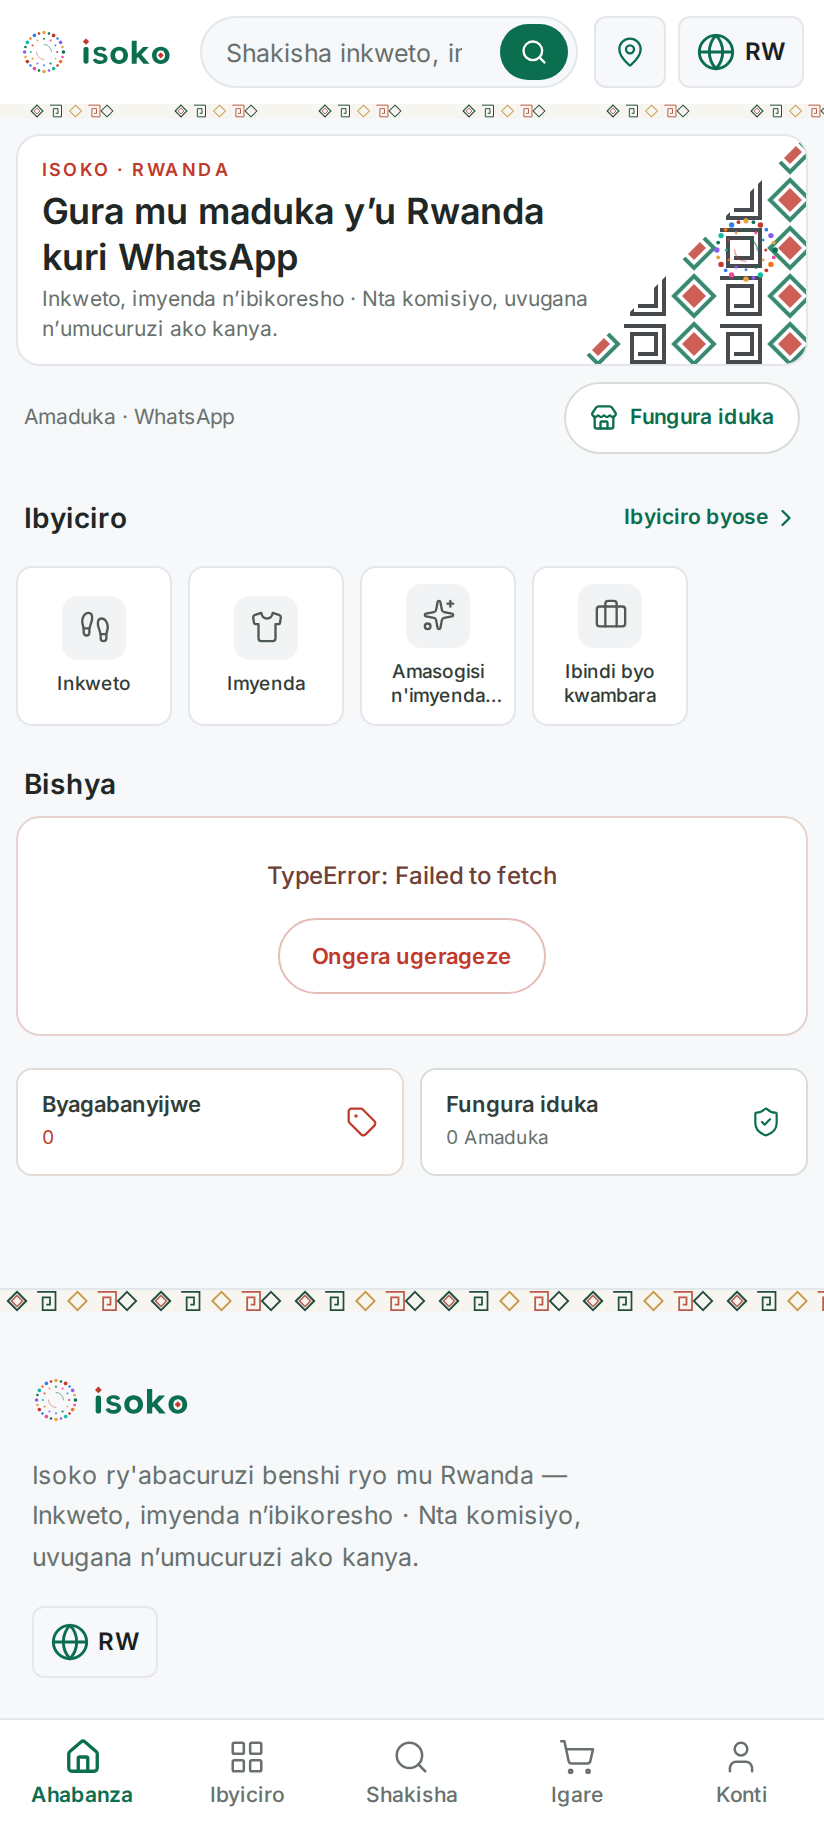 isoko
Shakisha inkweto, ir
RW
ISOKO · RWANDA
Gura mu maduka y’u Rwanda
kuri WhatsApp
Inkweto, imyenda n’ibikoresho · Nta komisiyo, uvugana
n’umucuruzi ako kanya.
Amaduka · WhatsApp
Fungura iduka
Ibyiciro
Ibyiciro byose
Inkweto
Imyenda
Amasogisi
n'imyenda...
Ibindi byo
kwambara
Bishya
TypeError: Failed to fetch
Ongera ugerageze
Byagabanyijwe
0
Fungura iduka
0 Amaduka
isoko
Isoko ry'abacuruzi benshi ryo mu Rwanda —
Inkweto, imyenda n’ibikoresho · Nta komisiyo,
uvugana n’umucuruzi ako kanya.
RW
Ahabanza
Ibyiciro
Shakisha
Igare
Konti